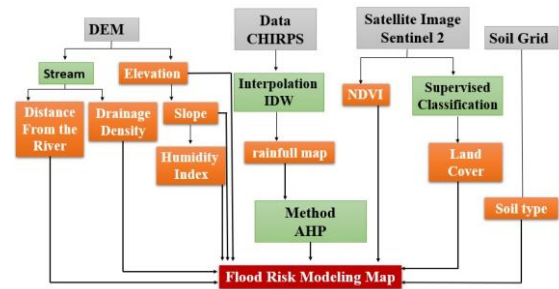 DEM
Data
CHIRPS
Satellite Image
Sentinel 2
Soil Grid
Stream
Elevation
Interpolation
IDW
NDVI
Supervised
Classification
Distance
From the
River
Drainage
Density
Slope
Humidity
Index
rainfull map
Land
Cover
Soil type
Method
AHP
Flood Risk Modeling Map